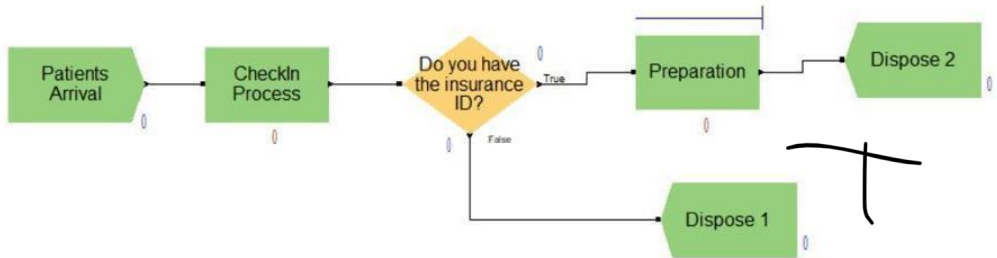 Patients
Arrival
0
CheckIn
Process
0
Do you have
the insurance
ID?
0
True
0
False
Preparation
0
Dispose 2
0
Dispose 1
0
T